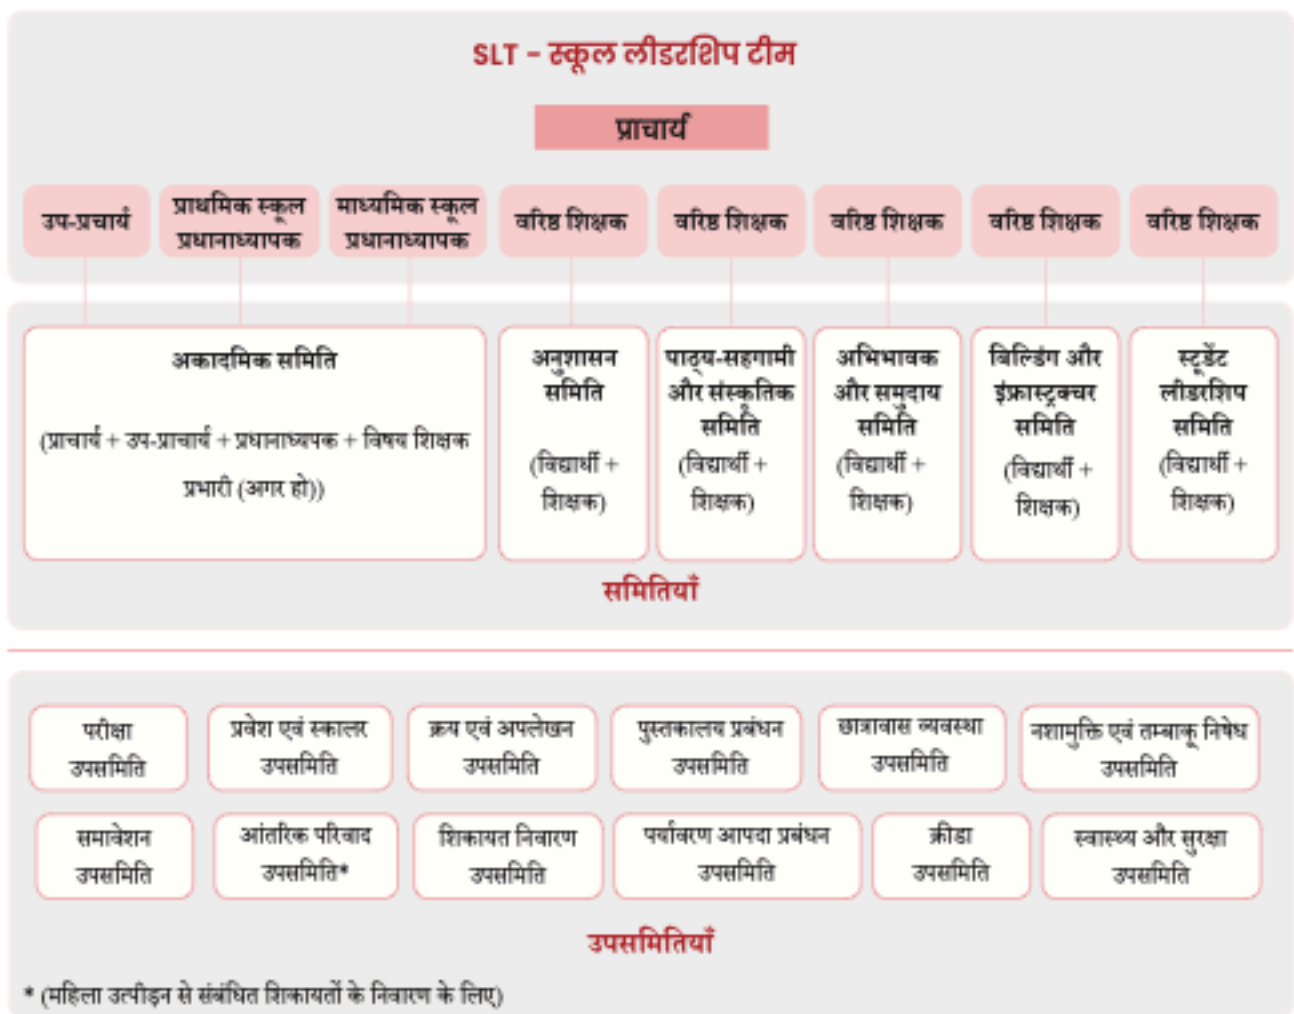 SLT - स्कूल लीडरशिप टीम
प्राचार्य
उप-प्रचार्य
प्राथमिक स्कूल
प्रधानाध्यापक
माध्यमिक स्कूल
प्रधानाध्यापक
वरिष्ठ शिक्षक
वरिष्ठ शिक्षक
वरिष्ठ शिक्षक
वरिष्ठ शिक्षक
वरिष्ठ शिक्षक
अकादमिक समिति
(प्राचार्य + उप-प्राचार्य + प्रधानाध्यपक + विषय शिक्षक
प्रभारी (अगर हो))
अनुशासन
समिति
(विद्यार्थी +
शिक्षक)
पाठ्य-सहगामी
और संस्कृतिक
समिति
(विद्यार्थी +
शिक्षक)
अभिभावक
और समुदाय
समिति
(विद्यार्थी +
शिक्षक)
बिल्डिंग और
इंफ्रास्ट्रक्चर
समिति
(विद्यार्थी +
शिक्षक)
स्टूडेंट
लीडरशिप
समिति
(विद्यार्थी +
शिक्षक)
समितियाँ
परीक्षा
उपसमिति
प्रवेश एवं स्कालर
उपसमिति
क्रय एवं अपलेखन
उपसमिति
पुस्तकालय प्रबंधन
उपसमिति
छात्रावास व्यवस्था
उपसमिति
नशामुक्ति एवं तम्बाकू निषेध
उपसमिति
समावेशन
उपसमिति
आंतरिक परिवाद
उपसमिति*
शिकायत निवारण
उपसमिति
पर्यावरण आपदा प्रबंधन
उपसमिति
क्रीडा
उपसमिति
स्वास्थ्य और सुरक्षा
उपसमिति
उपसमितियाँ
* (महिला उत्पीड़न से संबंधित शिकायतों के निवारण के लिए)